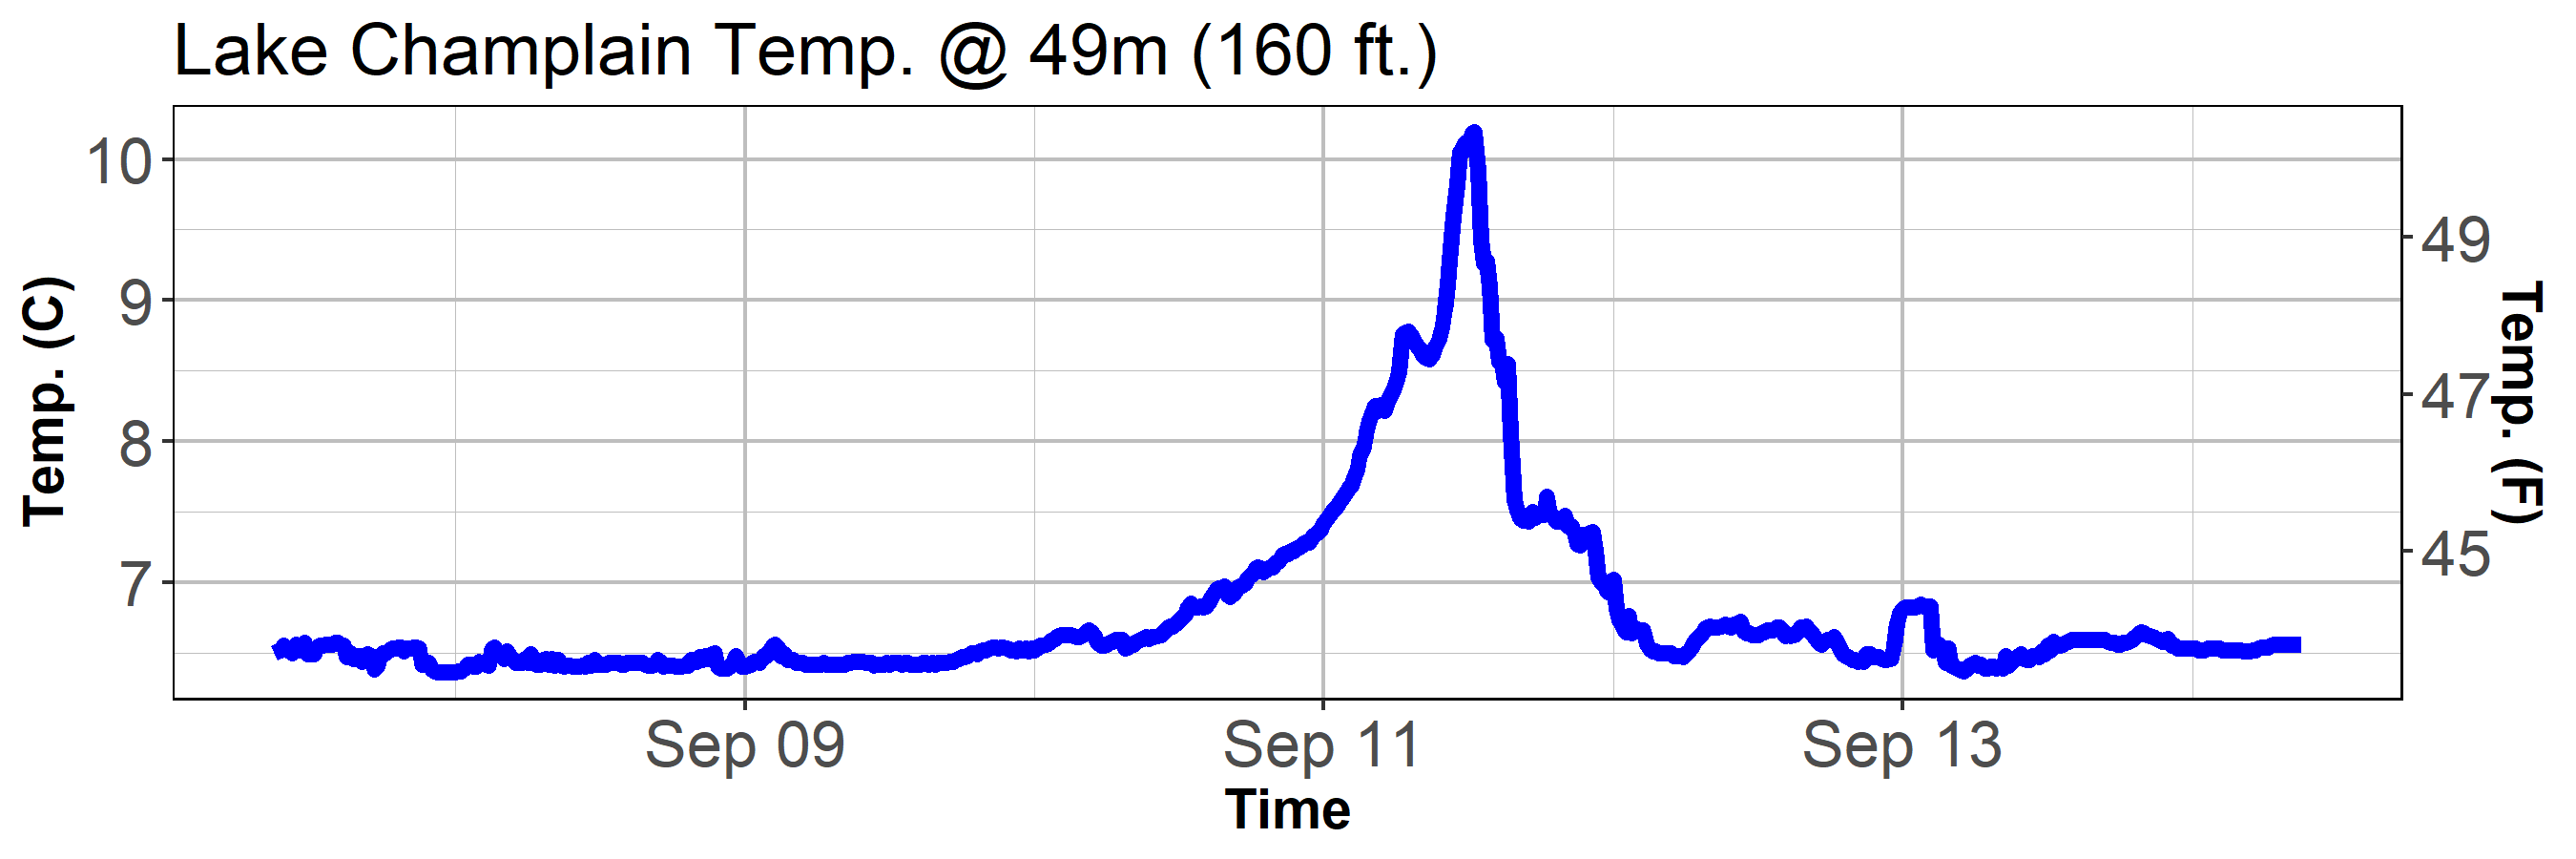 Lake Champlain Temp. @ 49m (160 ft.)
10
9
8
7
Temp. (C)
49
47
45
Temp. (F)
Sep 09 Sep 11 Sep 13
Time